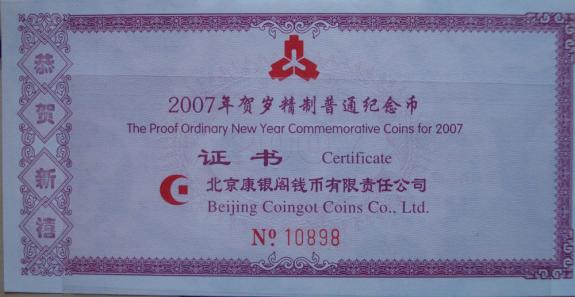 恭贺新禧
2007年贺岁精制普通纪念币
The Proof Ordinary New Year Commemorative Coins for 2007
证书 Certificate
北京康银阁钱币有限责任公司
Beijing Coingot Coins Co., Ltd.
№ 10898